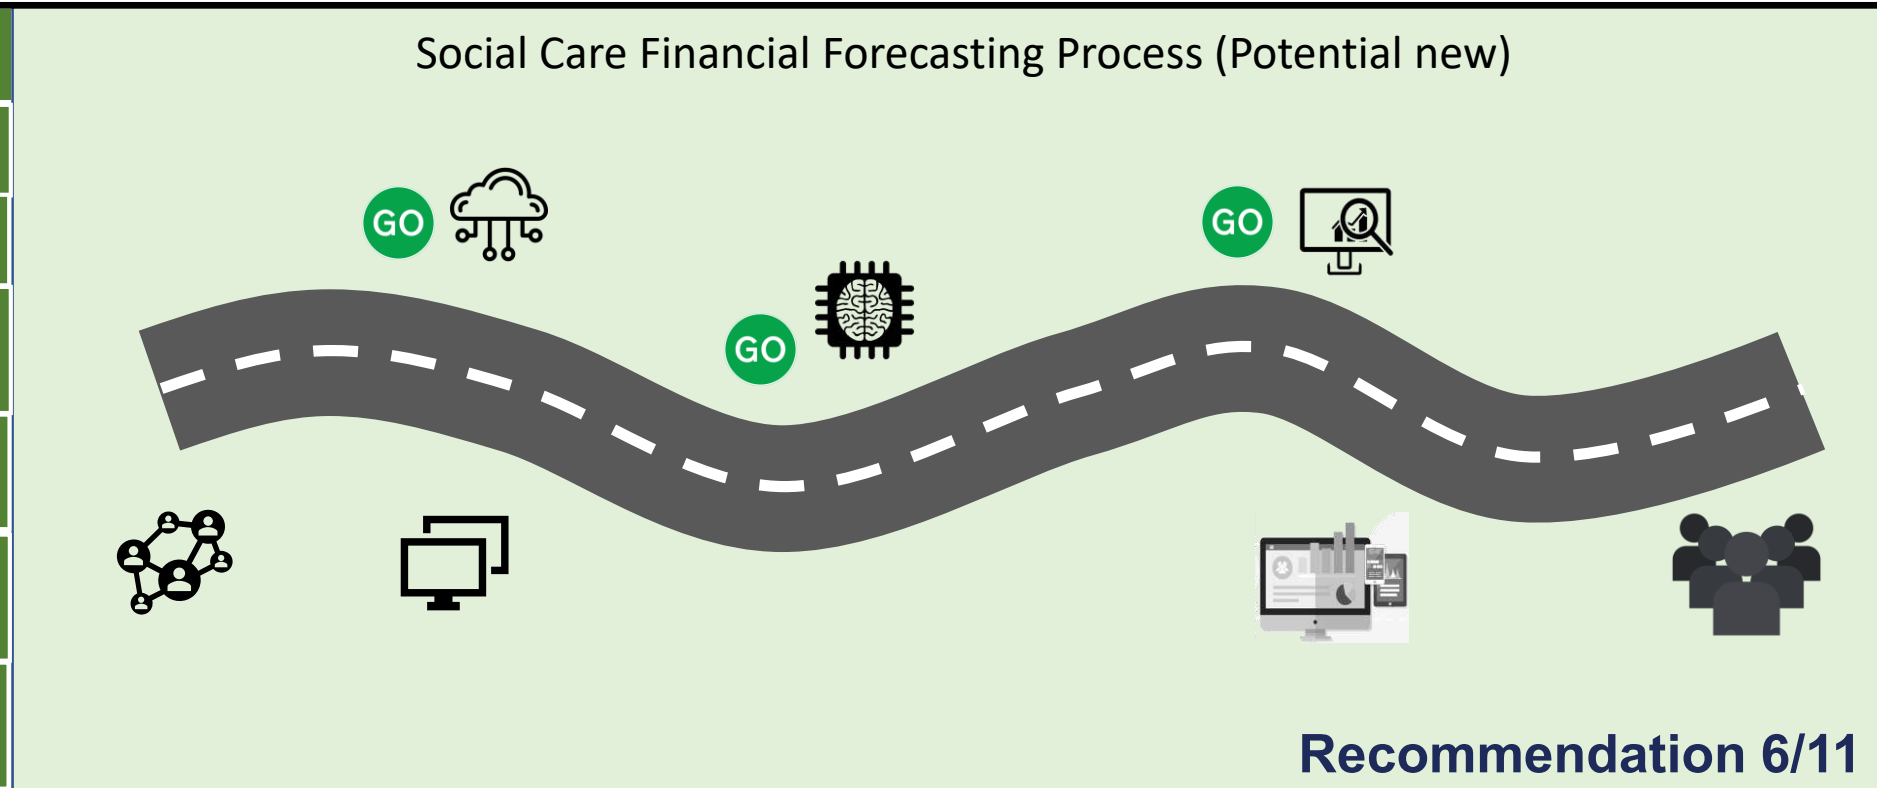 Social Care Financial Forecasting Process (Potential new)
GO
GO
GO
Recommendation 6/11